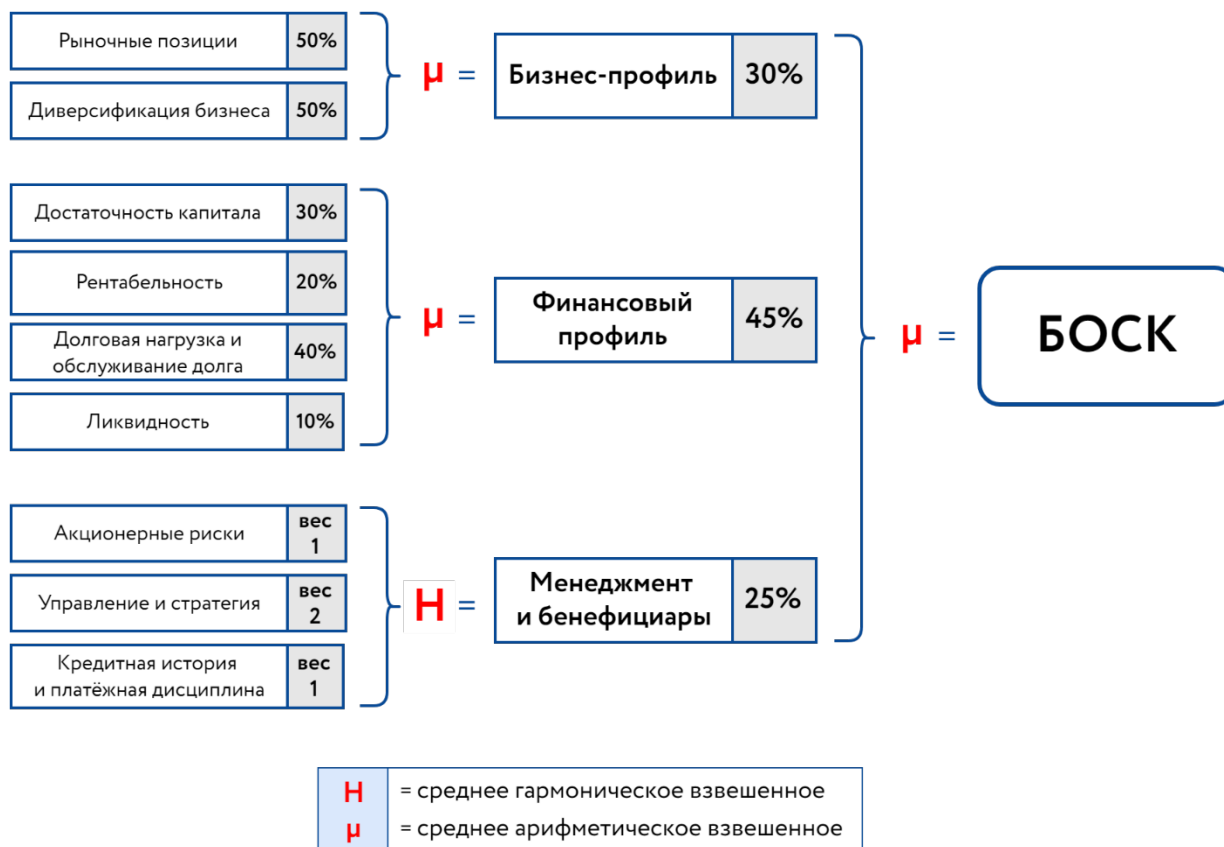 Рыночные позиции 50%
Диверсификация бизнеса 50%
μ = Бизнес-профиль 30%
Достаточность капитала 30%
Рентабельность 20%
Долговая нагрузка и
обслуживание долга 40%
Ликвидность 10%
μ = Финансовый
профиль 45%
Акционерные риски вес
1
Управление и стратегия вес
2
Кредитная история
и платёжная дисциплина вес
1
H = Менеджмент
и бенефициары 25%
μ = БОСК
H = среднее гармоническое взвешенное
μ = среднее арифметическое взвешенное